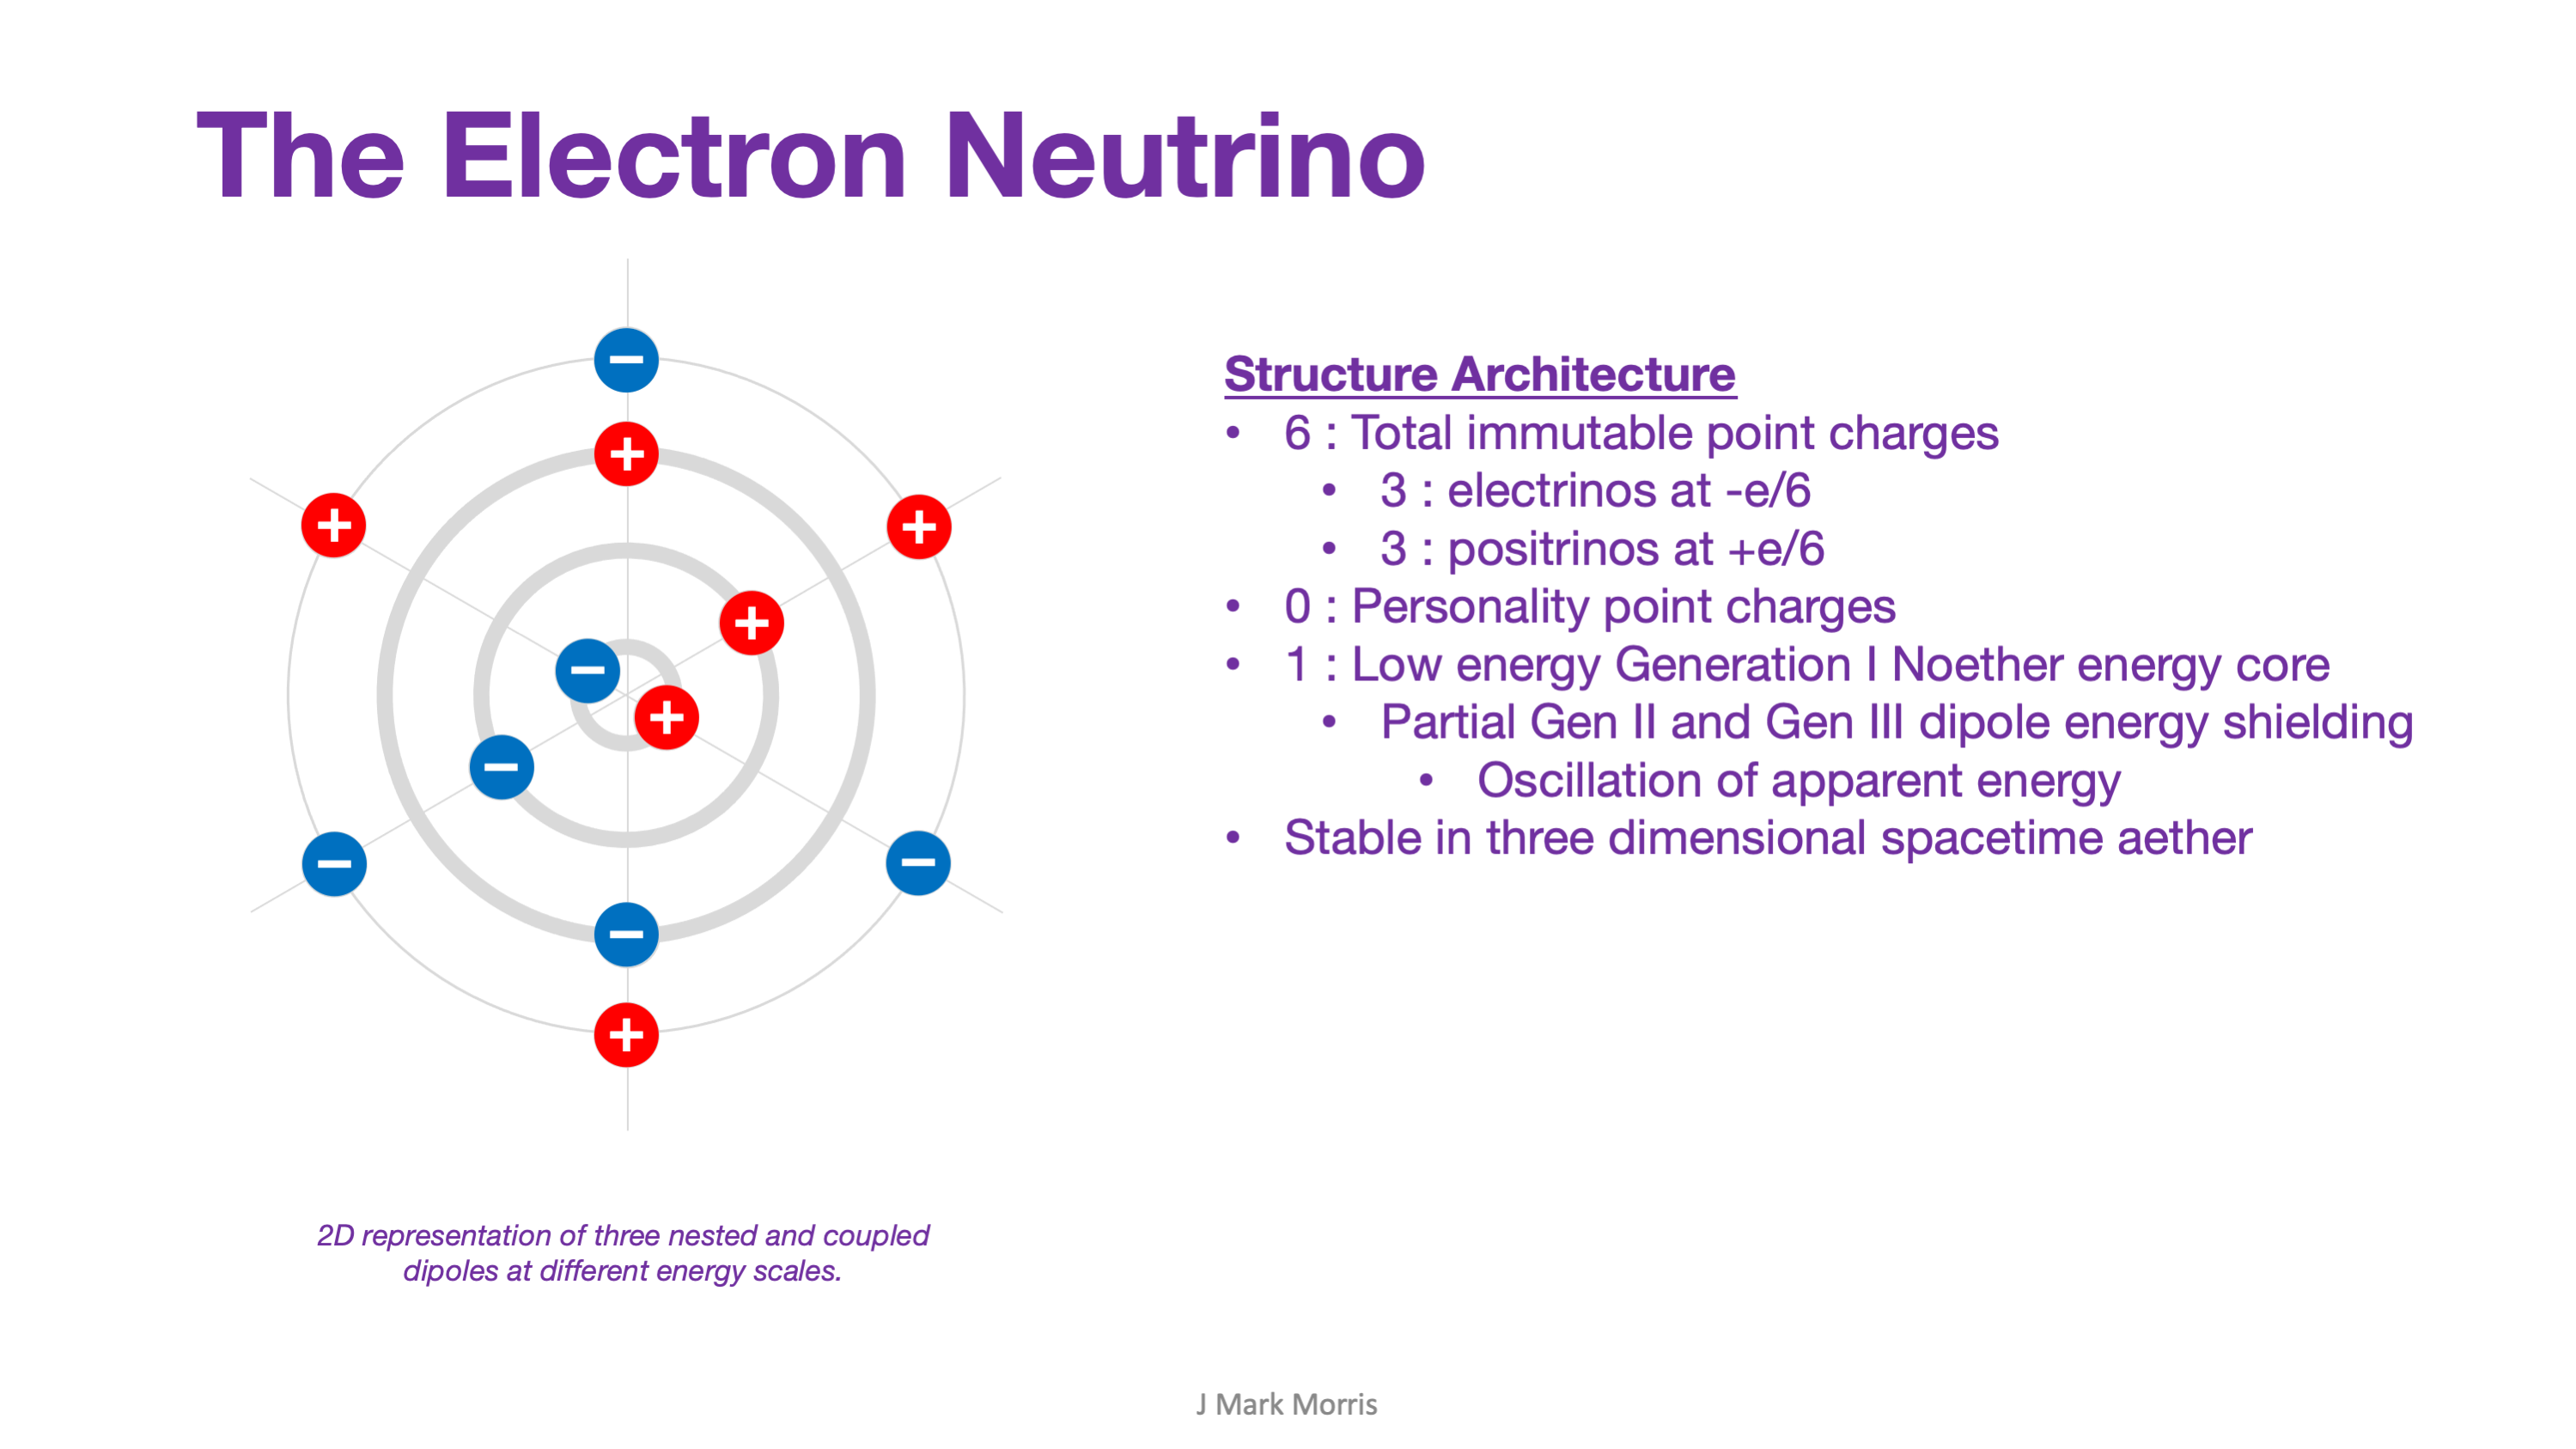 The Electron Neutrino
Structure Architecture
• 6 : Total immutable point charges
• 3 : electrinos at -e/6
• 3 : positrinos at +e/6
• 0 : Personality point charges
• 1 : Low energy Generation I Noether energy core
• Partial Gen II and Gen III dipole energy shielding
• Oscillation of apparent energy
• Stable in three dimensional spacetime aether
2D representation of three nested and coupled
dipoles at different energy scales.
J Mark Morris